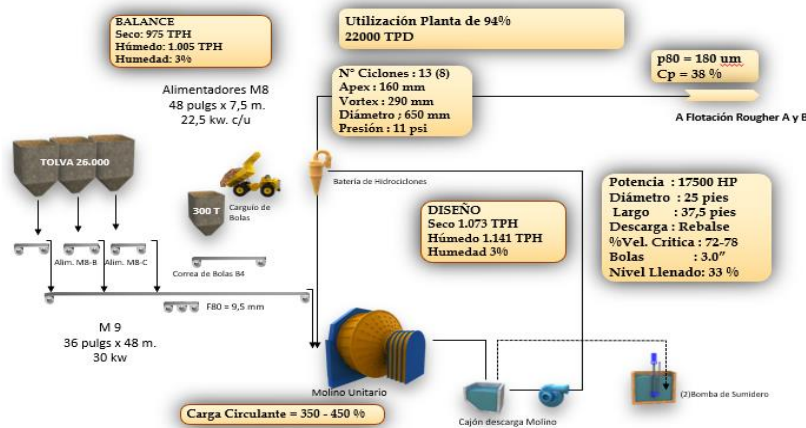 BALANCE
Seco: 975 TPH
Húmedo: 1.005 TPH
Humedad: 3%
Utilización Planta de 94%
22000 TPD
p80 = 180 um
Cp = 38 %
A Flotación Rougher A y B
Alimentadores M8
48 pulgs x 7,5 m.
22,5 kw. c/u
N° Ciclones : 13 (8)
Apex : 160 mm
Vortex : 290 mm
Diámetro ; 650 mm
Presión : 11 psi
TOLVA 26.000
300 T
Carguío de
Bolas
Batería de Hidrociclones
DISEÑO
Seco 1.073 TPH
Húmedo 1.141 TPH
Humedad 3%
Potencia : 17500 HP
Diámetro : 25 pies
Largo : 37,5 pies
Descarga : Rebalse
%Vel. Critica : 72-78
Bolas : 3.0”
Nivel Llenado: 33 %
Alim. M8-B
Alim. M8-C
Correa de Bolas B4
F80 = 9,5 mm
M 9
36 pulgs x 48 m.
30 kw
Molino Unitario
Cajón descarga Molino
(2)Bomba de Sumidero
Carga Circulante = 350 - 450 %